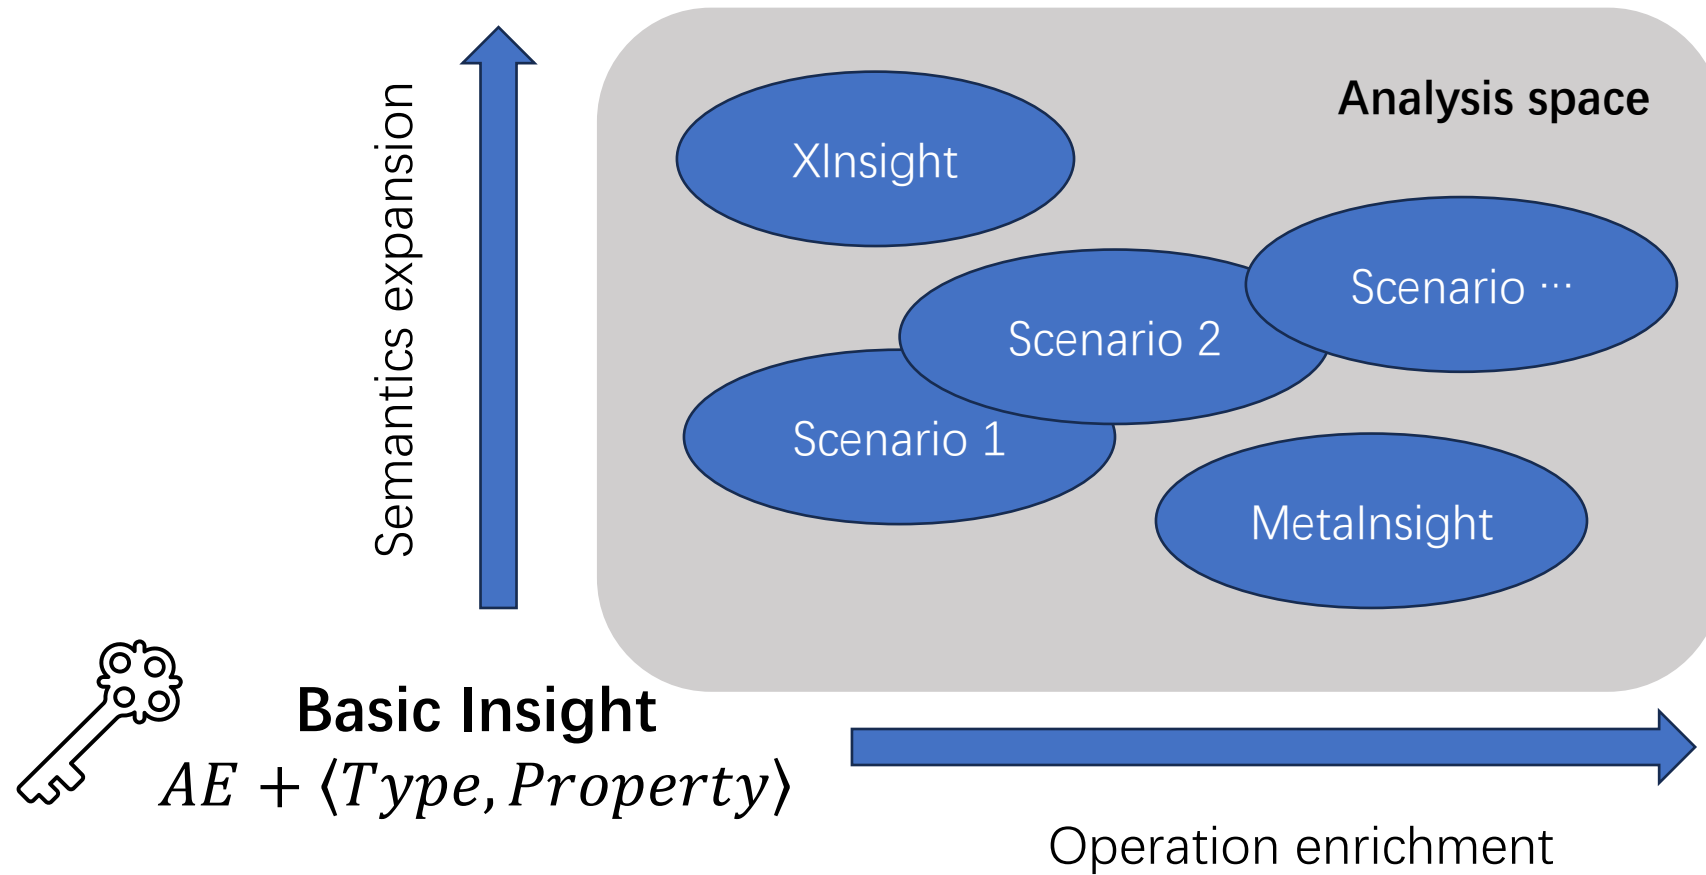 Analysis space
XInsight
Scenario ···
Scenario 2
Scenario 1
MetaInsight
Semantics expansion
Basic Insight
AE + ⟨Type, Property⟩
Operation enrichment